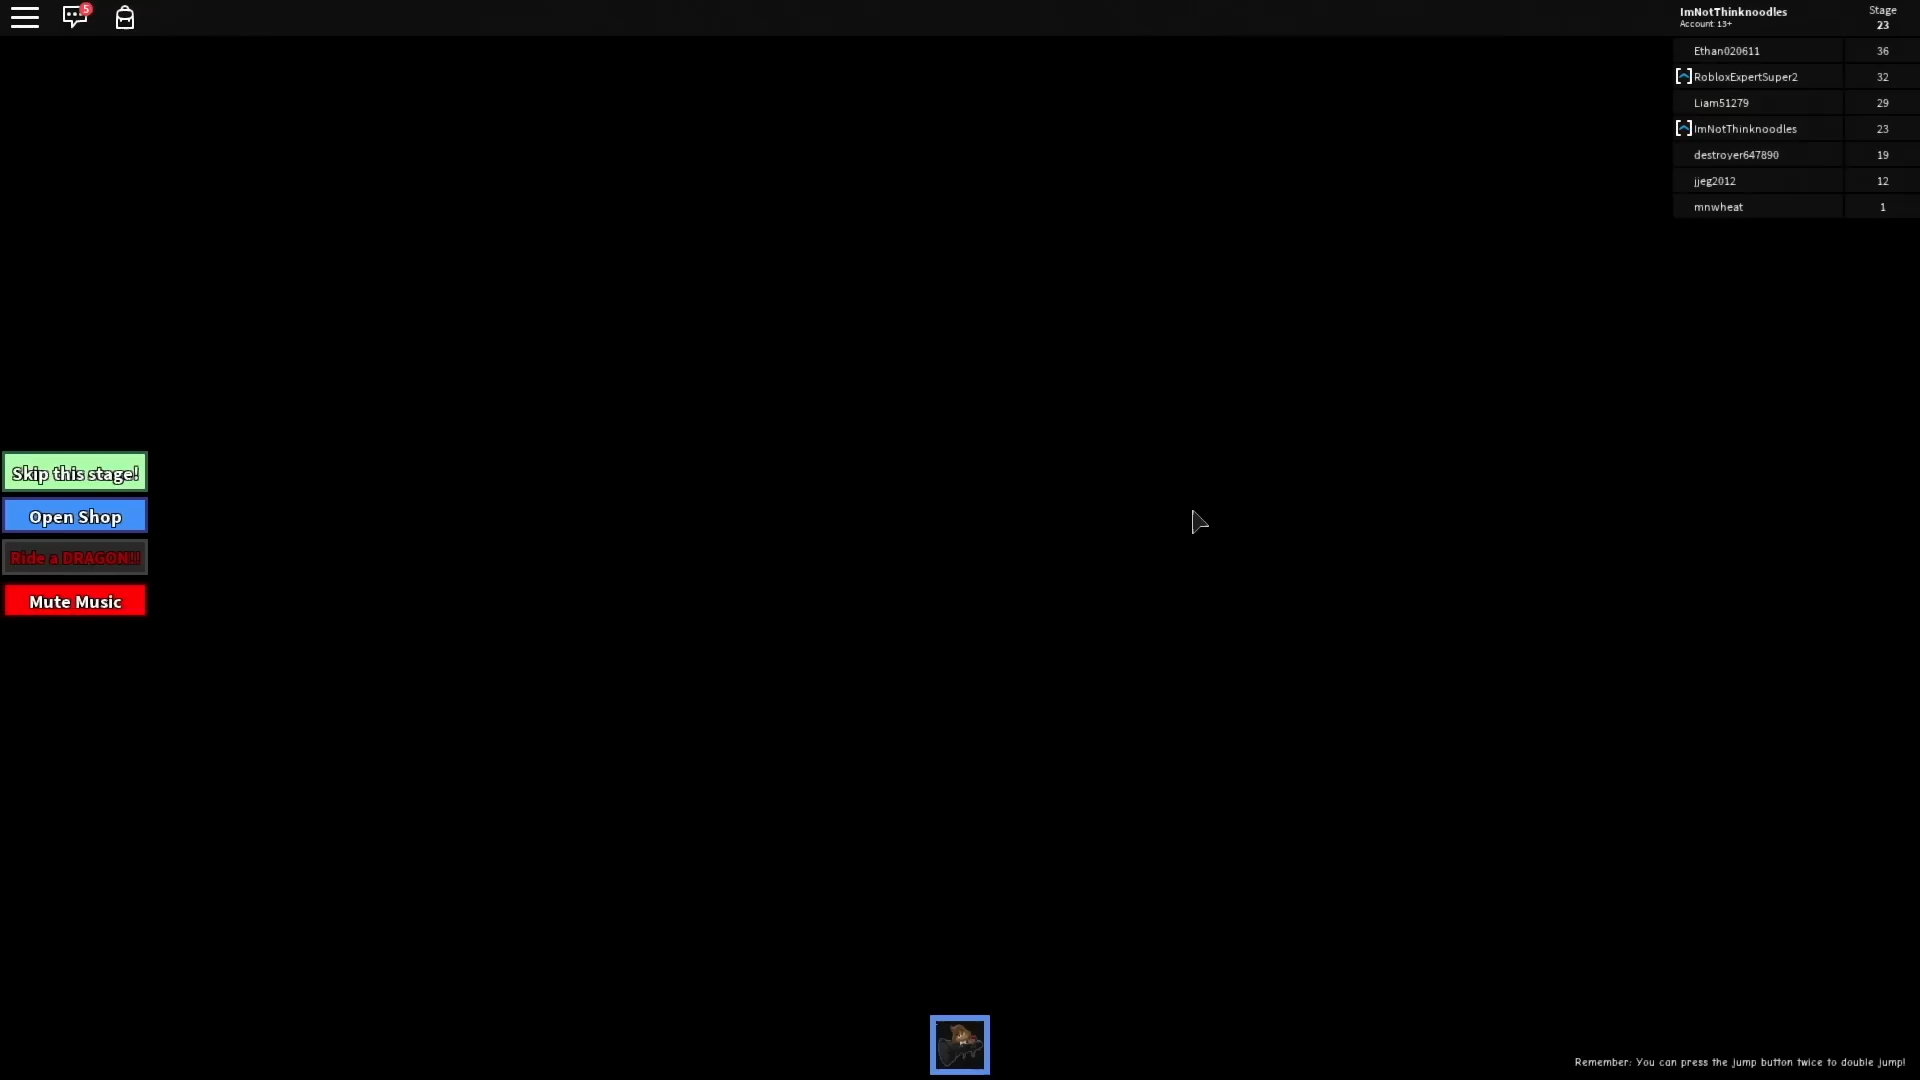 5
ImNotThinknoodles Stage
Account 13+ 23
Ethan020611 36
RobloxExpertSuper2 32
Liam51279 29
ImNotThinknoodles 23
destroyer647890 19
jjeg2012 12
mnwheat 1
Skip this stage!
Open Shop
Ride a DRAGON!!
Mute Music
Remember: You can press the jump button twice to double jump!